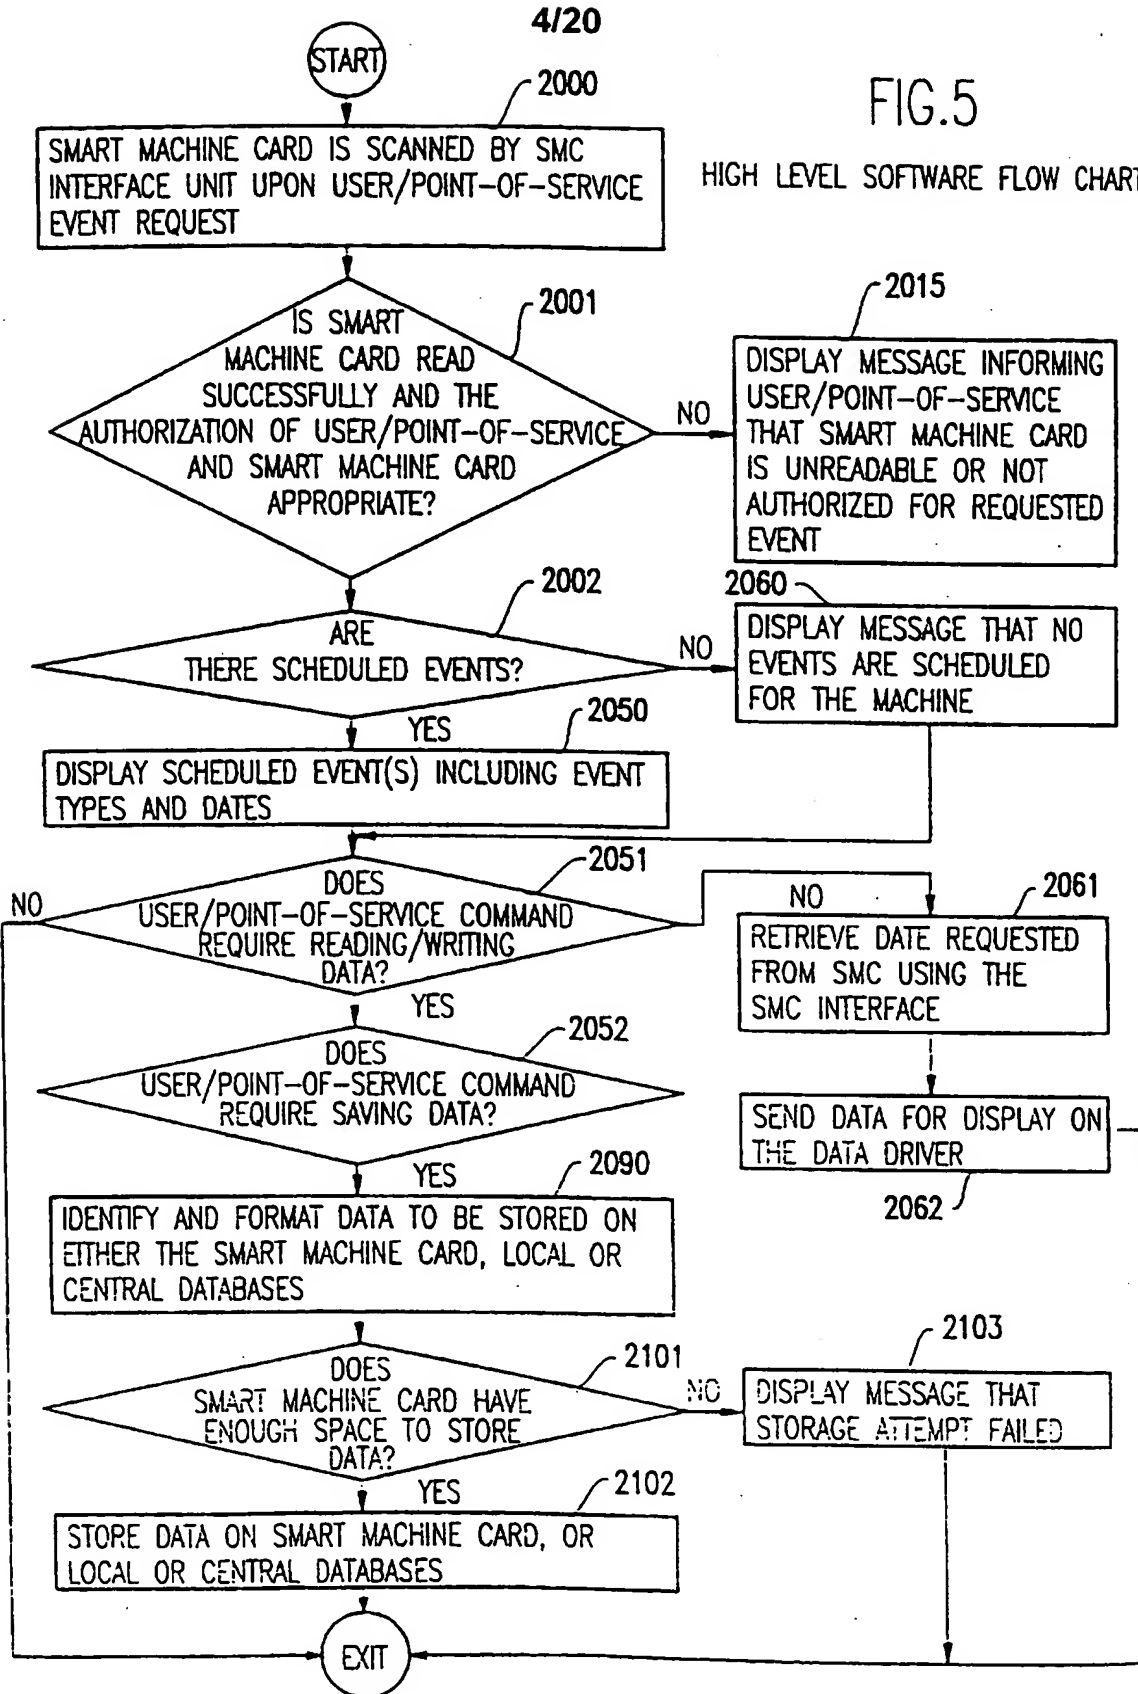 4/20
START
2000
FIG.5
HIGH LEVEL SOFTWARE FLOW CHART
SMART MACHINE CARD IS SCANNED BY SMC
INTERFACE UNIT UPON USER/POINT-OF-SERVICE
EVENT REQUEST
2001
IS SMART
MACHINE CARD READ
SUCCESSFULLY AND THE
AUTHORIZATION OF USER/POINT-OF-SERVICE
AND SMART MACHINE CARD
APPROPRIATE?
NO
2015
DISPLAY MESSAGE INFORMING
USER/POINT-OF-SERVICE
THAT SMART MACHINE CARD
IS UNREADABLE OR NOT
AUTHORIZED FOR REQUESTED
EVENT
2002
ARE
THERE SCHEDULED EVENTS?
NO
2060
DISPLAY MESSAGE THAT NO
EVENTS ARE SCHEDULED
FOR THE MACHINE
YES
2050
DISPLAY SCHEDULED EVENT(S) INCLUDING EVENT
TYPES AND DATES
2051
NO
DOES
USER/POINT-OF-SERVICE COMMAND
REQUIRE READING/WRITING
DATA?
NO
2061
RETRIEVE DATE REQUESTED
FROM SMC USING THE
SMC INTERFACE
YES
2052
DOES
USER/POINT-OF-SERVICE COMMAND
REQUIRE SAVING DATA?
SEND DATA FOR DISPLAY ON
THE DATA DRIVER
2062
YES
2090
IDENTIFY AND FORMAT DATA TO BE STORED ON
EITHER THE SMART MACHINE CARD, LOCAL OR
CENTRAL DATABASES
2101
DOES
SMART MACHINE CARD HAVE
ENOUGH SPACE TO STORE
DATA?
NO
2103
DISPLAY MESSAGE THAT
STORAGE ATTEMPT FAILED
YES
2102
STORE DATA ON SMART MACHINE CARD, OR
LOCAL OR CENTRAL DATABASES
EXIT